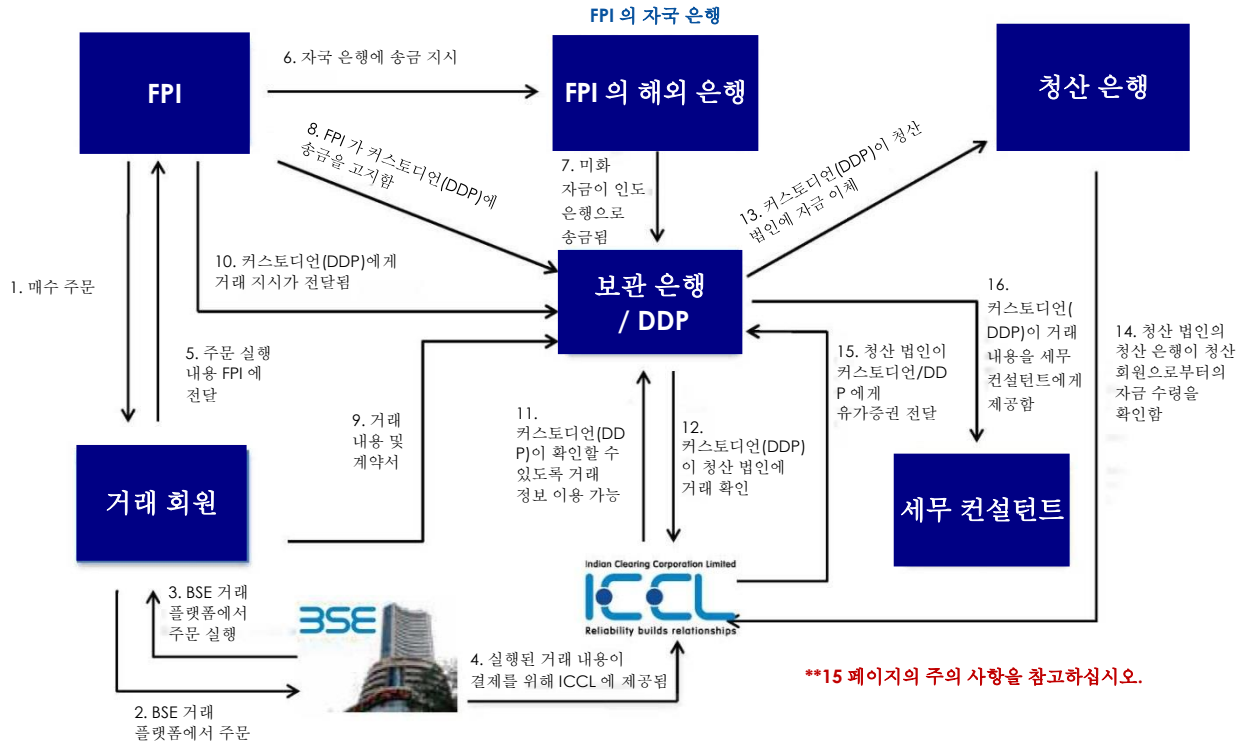 FPI 의 자국 은행
FPI
6. 자국 은행에 송금 지시
FPI 의 해외 은행
청산 은행
8. FPI 가 커스토디언(DDP)에
송금을 고지함
7. 미화
자금이 인도
은행으로
송금됨
13. 커스토디언(DDP)이 청산
법인에 자금 이체
1. 매수 주문
10. 커스토디언(DDP)에게
거래 지시가 전달됨
보관 은행
/ DDP
5. 주문 실행
내용 FPI 에
전달
9. 거래
내용 및
계약서
11.
커스토디언(DD
P)이 확인할 수
있도록 거래
정보 이용 가능
12.
커스토디언(DDP)
이 청산 법인에
거래 확인
15. 청산 법인이
커스토디언/DD
P 에게
유가증권 전달
16.
커스토디언(
DDP)이 거래
내용을 세무
컨설턴트에게
제공함
14. 청산 법인의
청산 은행이 청산
회원으로부터의
자금 수령을
확인함
거래 회원
세무 컨설턴트
3. BSE 거래
플랫폼에서
주문 실행
BSE
Indian Clearing Corporation Limited
ICCL
Reliability builds relationships
4. 실행된 거래 내용이
결제를 위해 ICCL 에 제공됨
**15 페이지의 주의 사항을 참고하십시오.
2. BSE 거래
플랫폼에서 주문